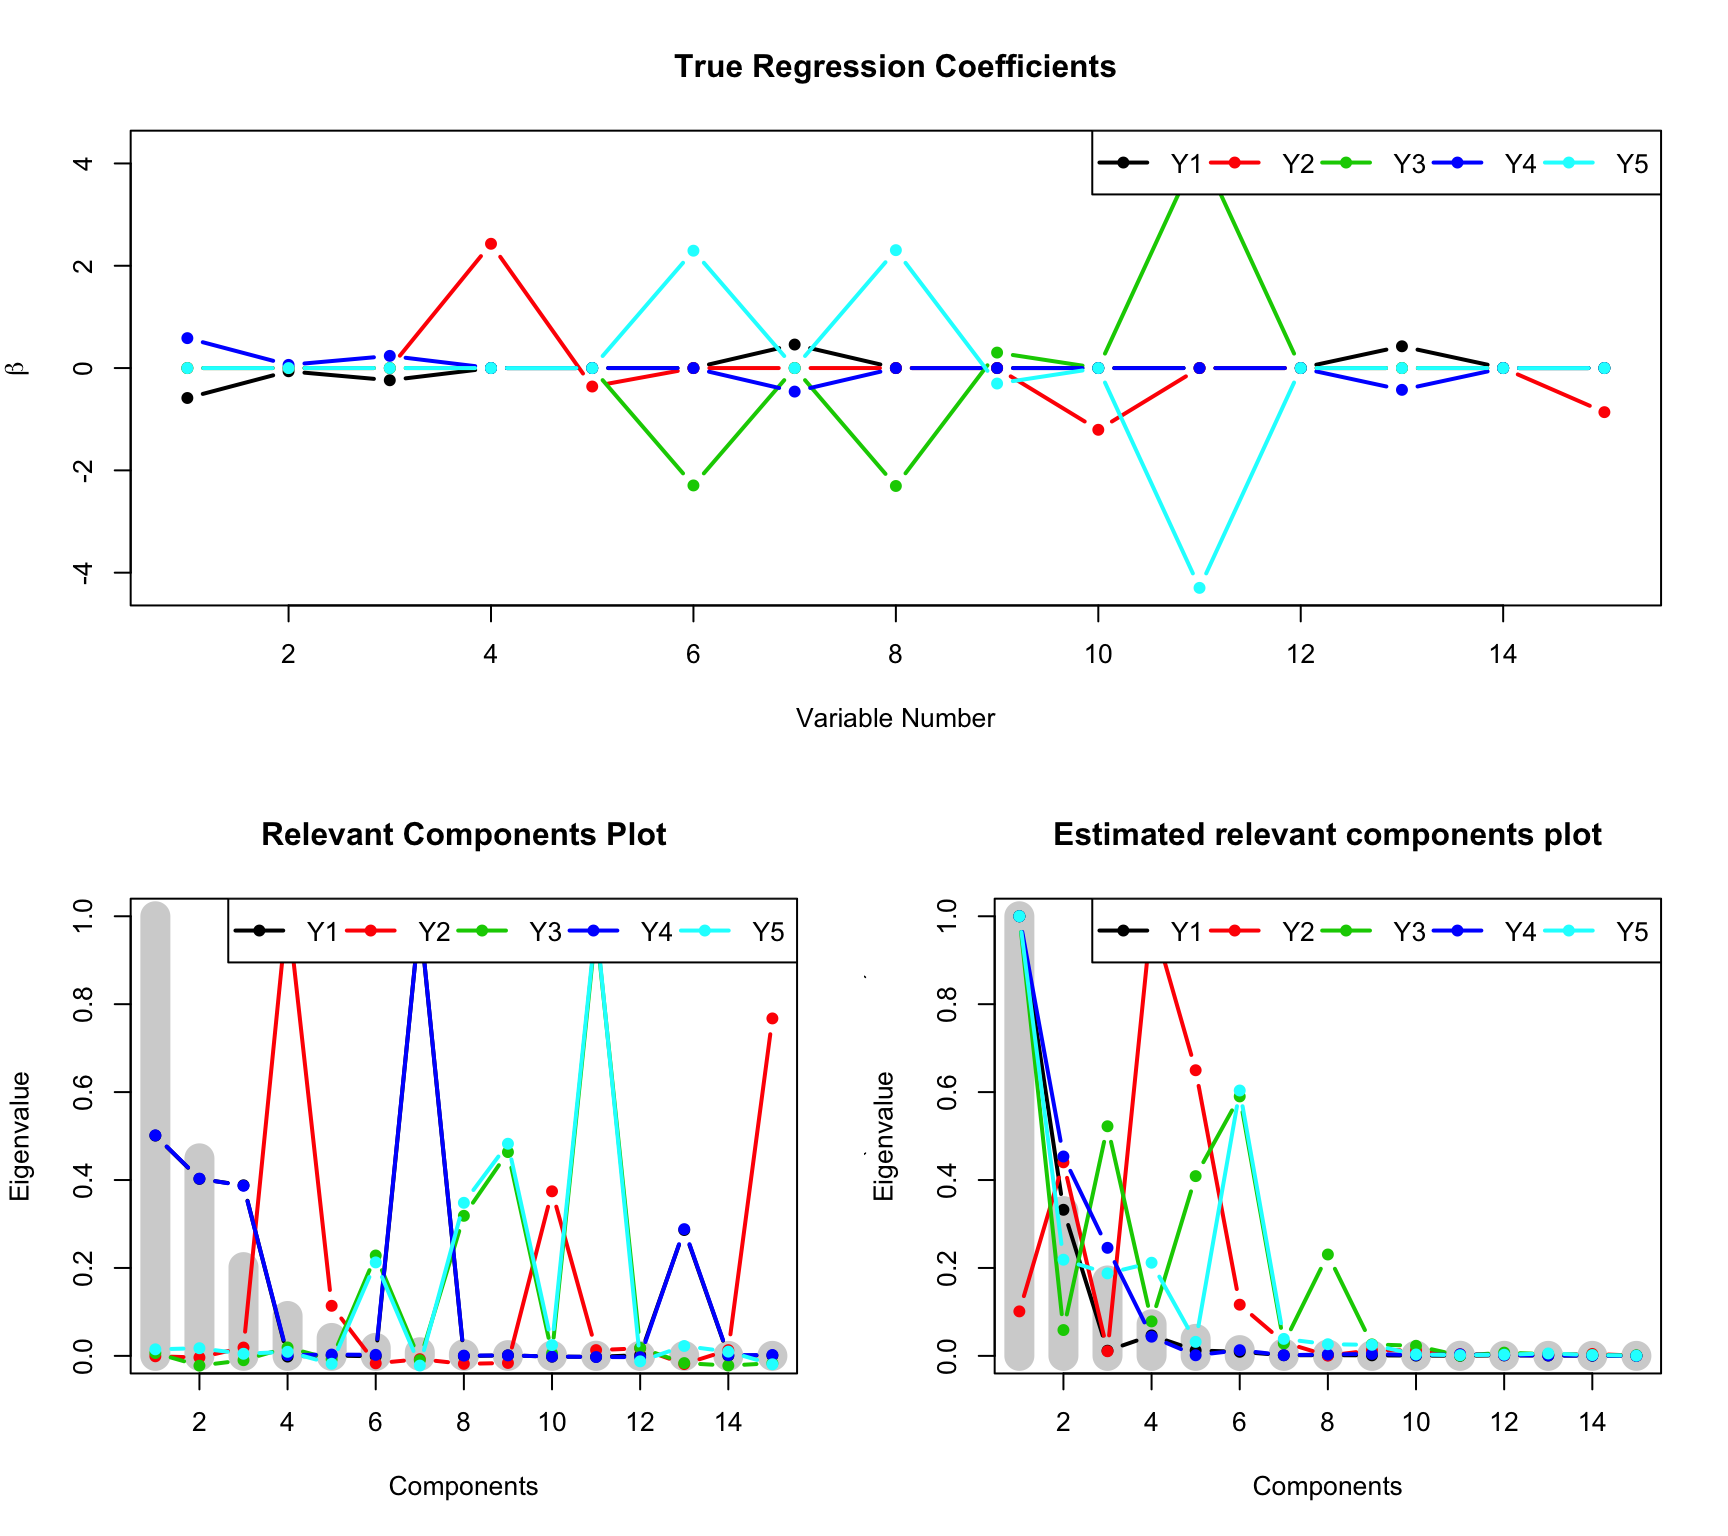 True Regression Coefficients
Y1 Y2 Y3 Y4 Y5
4
2
0
-2
-4
β
2 4 6 8 10 12 14
Variable Number
Relevant Components Plot
Y1 Y2 Y3 Y4 Y5
1.0
0.8
0.6
0.4
0.2
0.0
Eigenvalue
2 4 6 8 10 12 14
Components
Estimated relevant components plot
Y1 Y2 Y3 Y4 Y5
1.0
0.8
0.6
0.4
0.2
0.0
Eigenvalue
2 4 6 8 10 12 14
Components